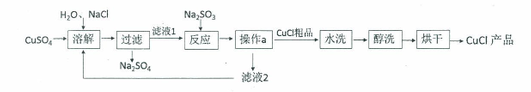 H₂O、NaCl
Na₂SO₃
CuSO₄ 溶解 过滤 滤液1 反应 操作a CuCl粗品 水洗 醇洗 烘干 CuCl 产品
Na₂SO₄
滤液2